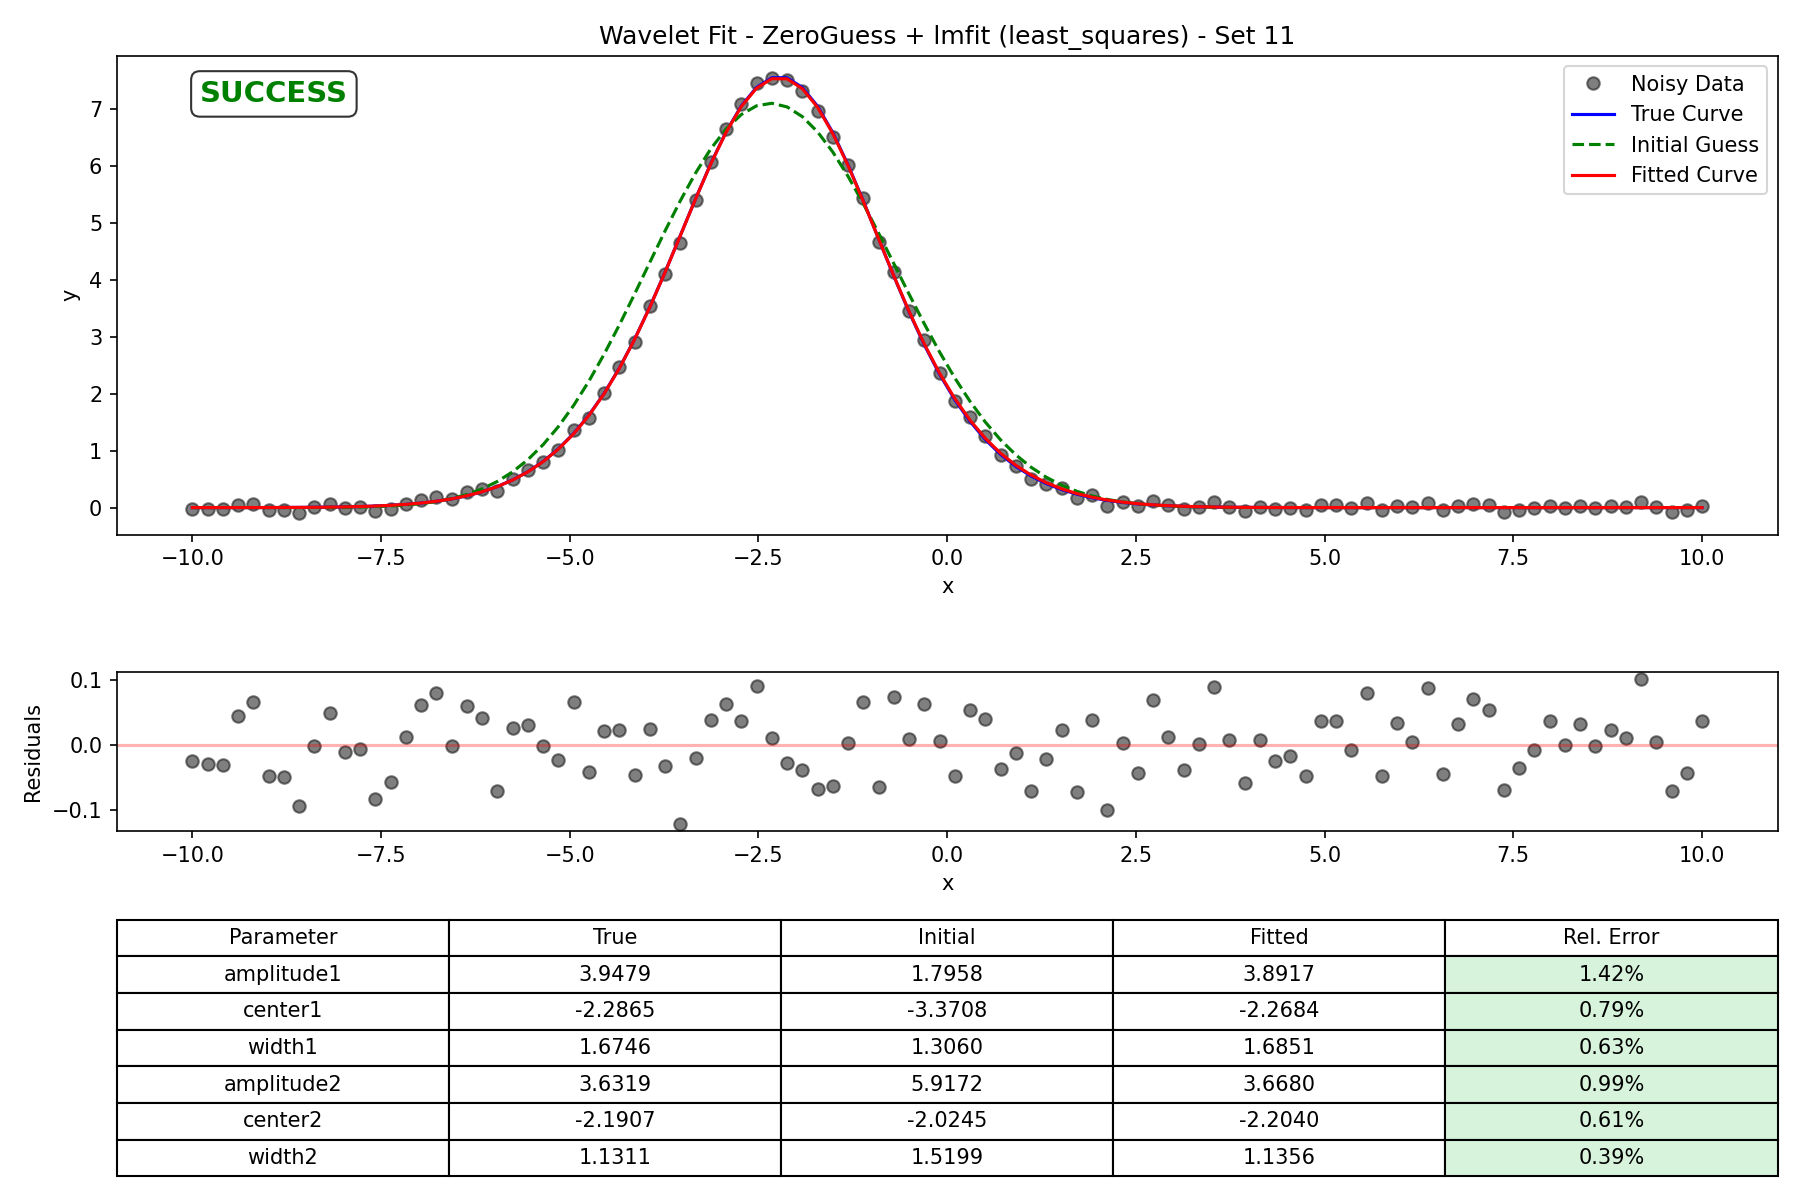 Wavelet Fit - ZeroGuess + lmfit (least_squares) - Set 11
SUCCESS
Noisy Data
True Curve
Initial Guess
Fitted Curve
y
7
6
5
4
3
2
1
0
−10.0 −7.5 −5.0 −2.5 0.0 2.5 5.0 7.5 10.0
x
Residuals
0.1
0.0
−0.1
−10.0 −7.5 −5.0 −2.5 0.0 2.5 5.0 7.5 10.0
x
Parameter True Initial Fitted Rel. Error
amplitude1 3.9479 1.7958 3.8917 1.42%
center1 -2.2865 -3.3708 -2.2684 0.79%
width1 1.6746 1.3060 1.6851 0.63%
amplitude2 3.6319 5.9172 3.6680 0.99%
center2 -2.1907 -2.0245 -2.2040 0.61%
width2 1.1311 1.5199 1.1356 0.39%